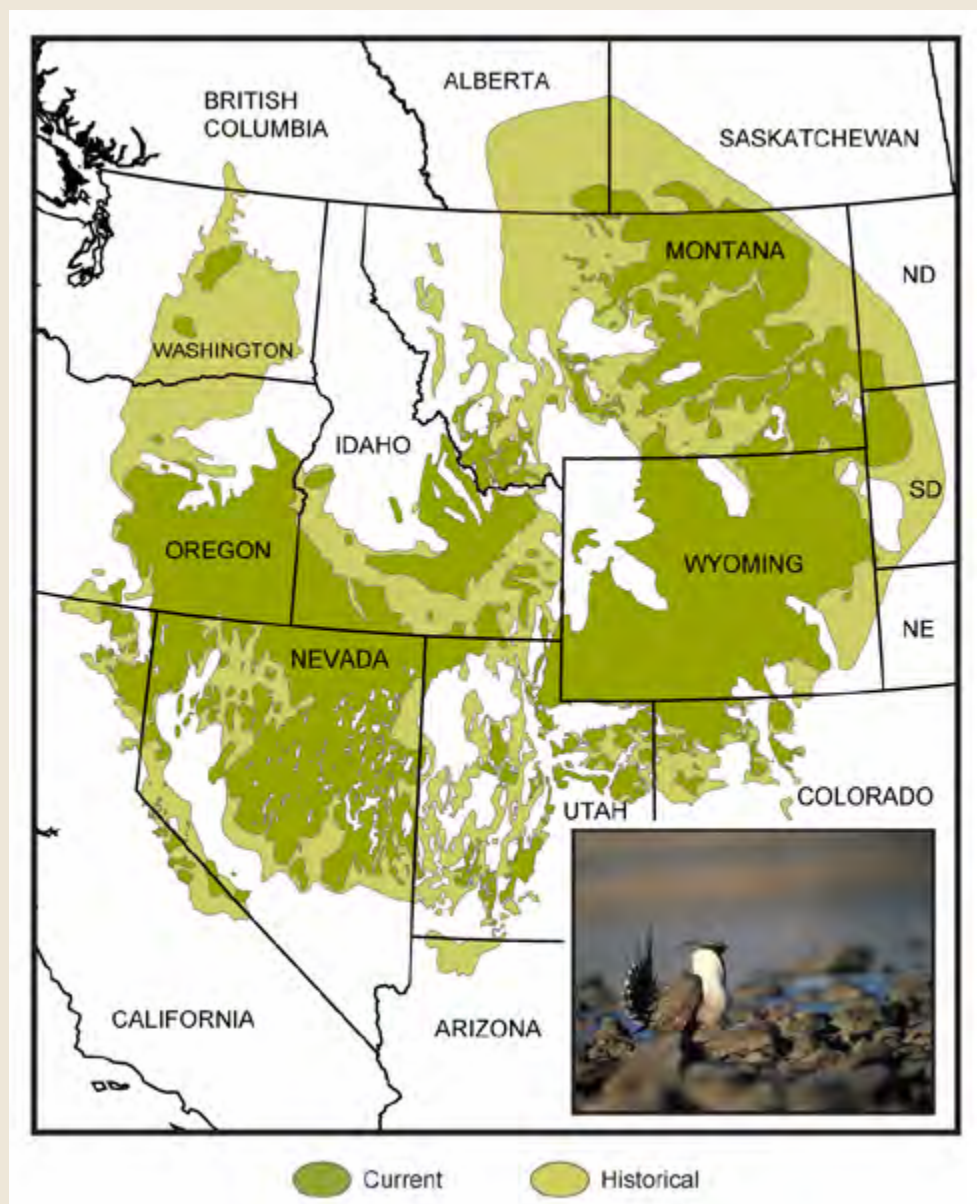 ALBERTA
BRITISH
COLUMBIA
SASKATCHEWAN
MONTANA
ND
WASHINGTON
IDAHO
SD
OREGON
WYOMING
NE
NEVADA
UTAH
COLORADO
CALIFORNIA
ARIZONA
Current
Historical